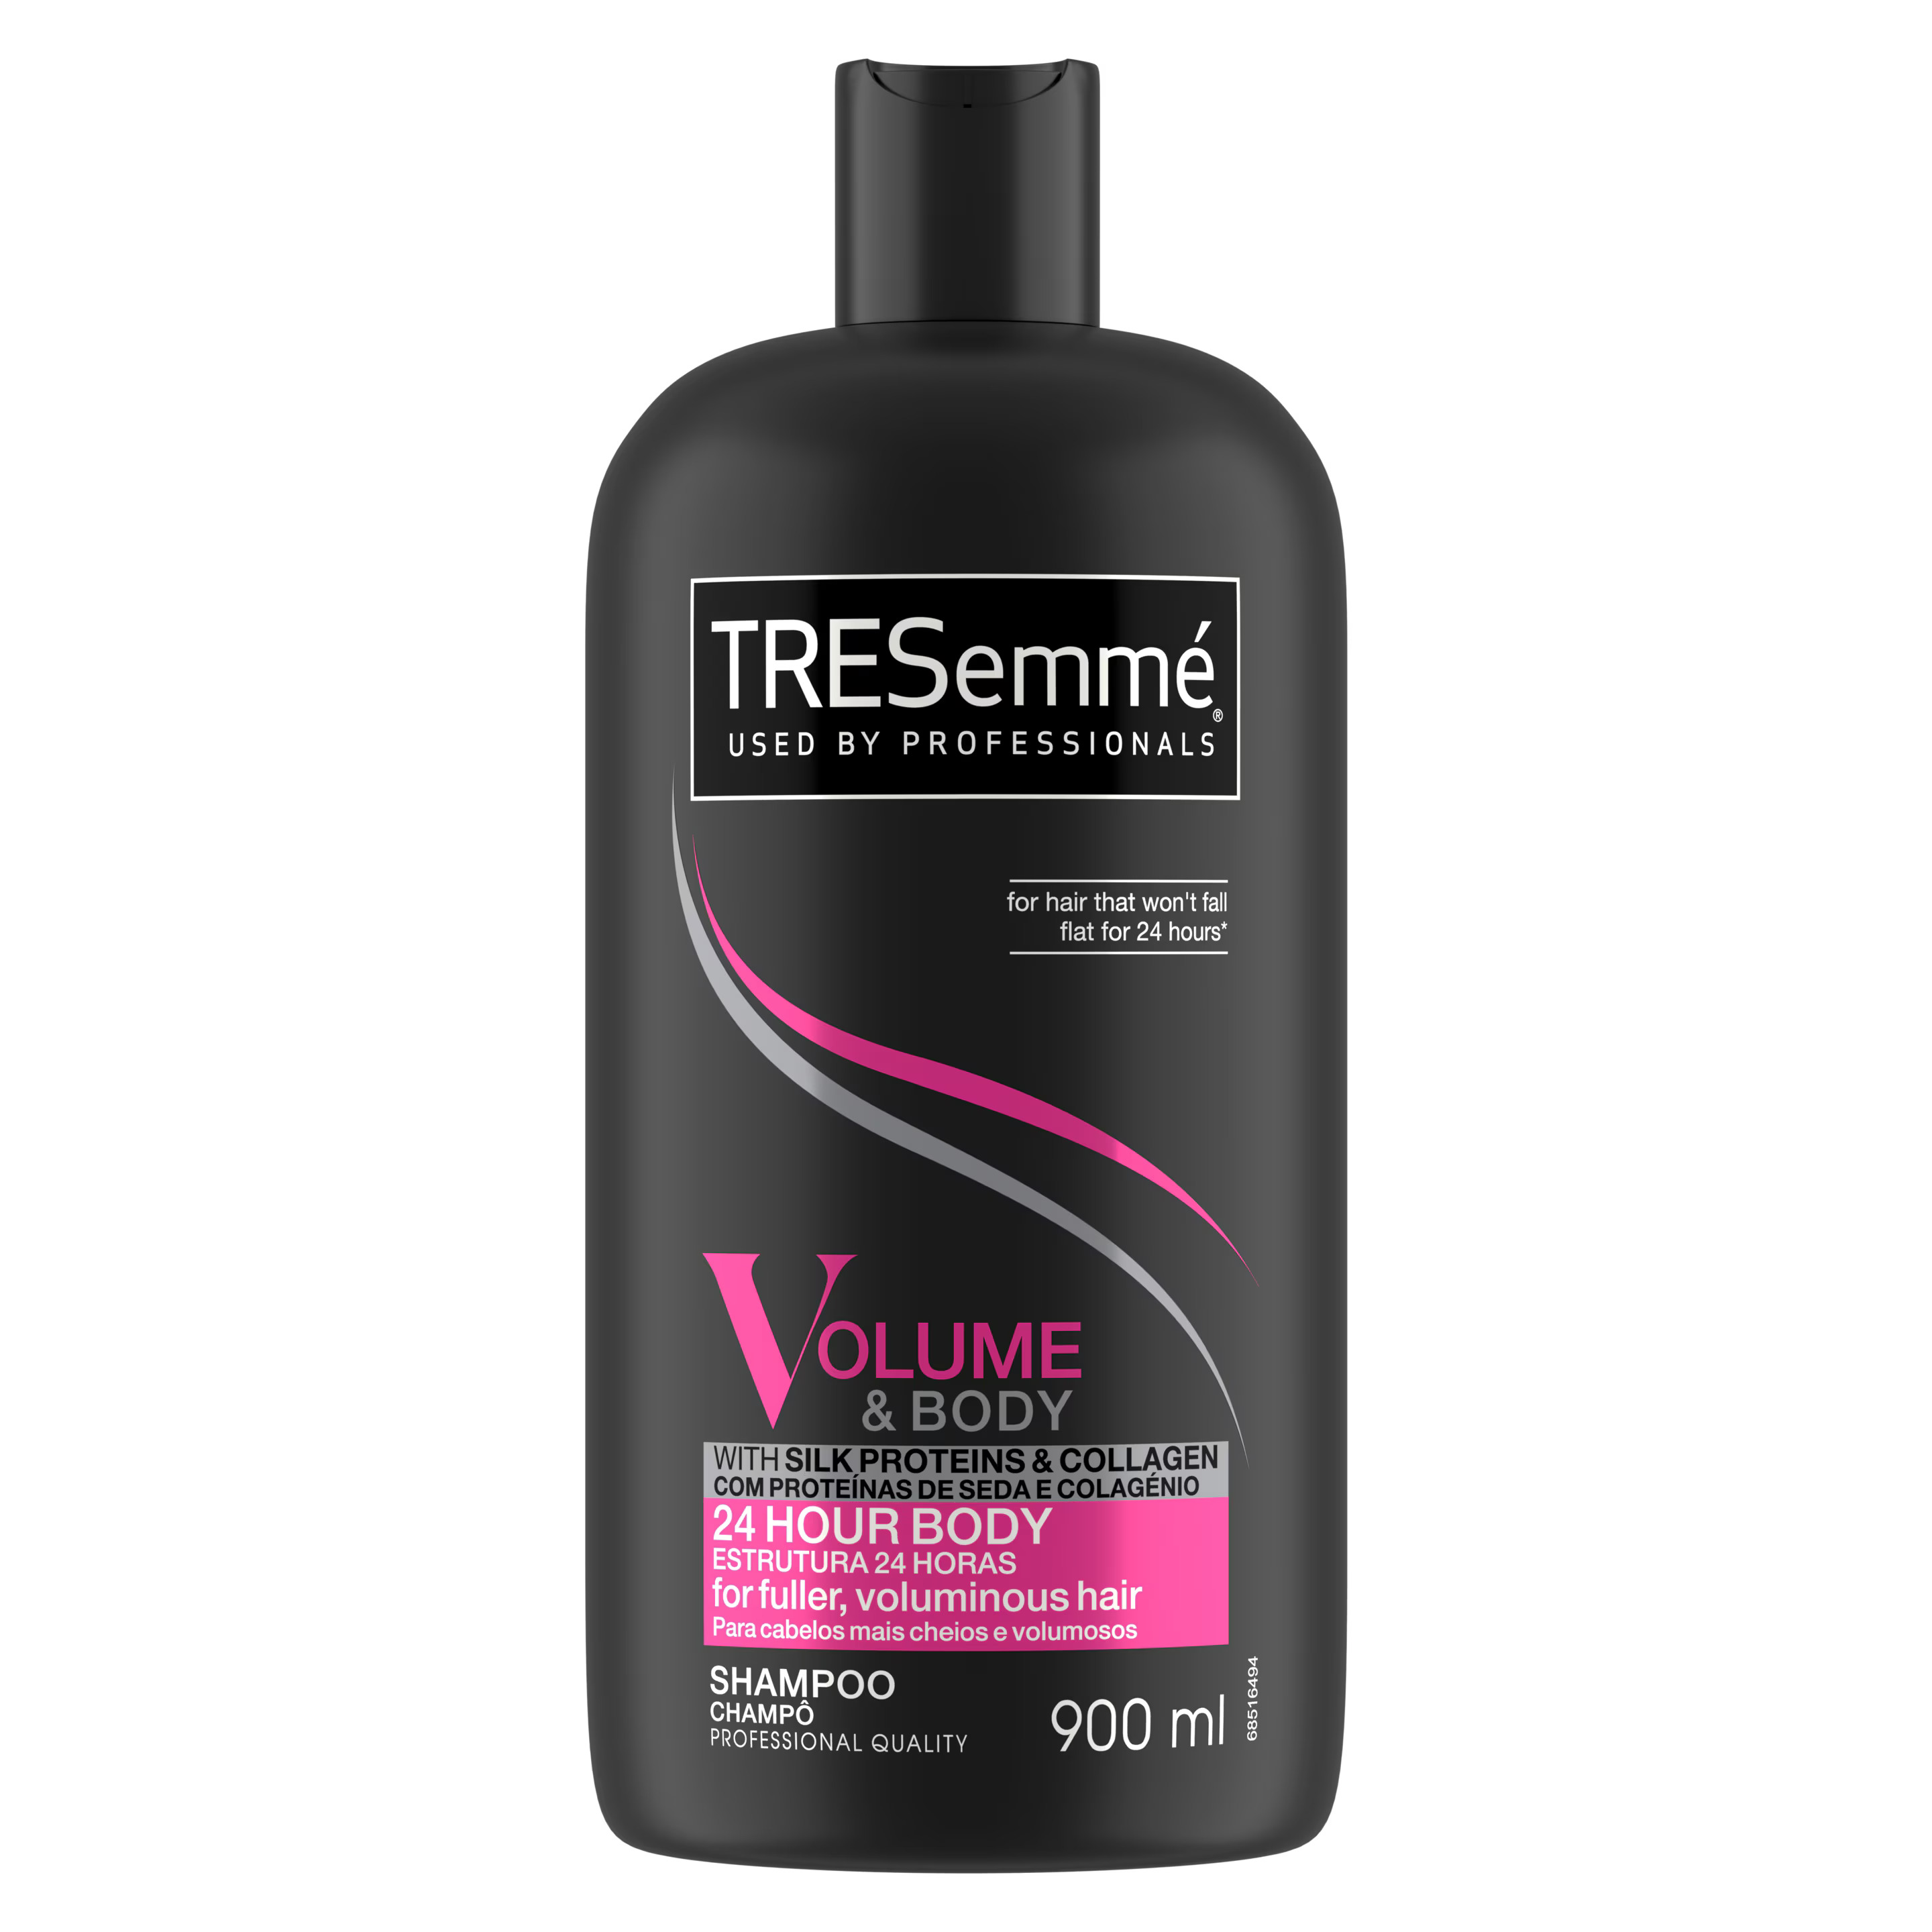 TRESemmé®
USED BY PROFESSIONALS
for hair that won't fall
flat for 24 hours*
VOLUME
& BODY
WITH SILK PROTEINS & COLLAGEN
COM PROTEÍNAS DE SEDA E COLAGÉNIO
24 HOUR BODY
ESTRUTURA 24 HORAS
for fuller, voluminous hair
Para cabelos mais cheios e volumosos
SHAMPOO
CHAMPÔ
PROFESSIONAL QUALITY
900 ml
68516494